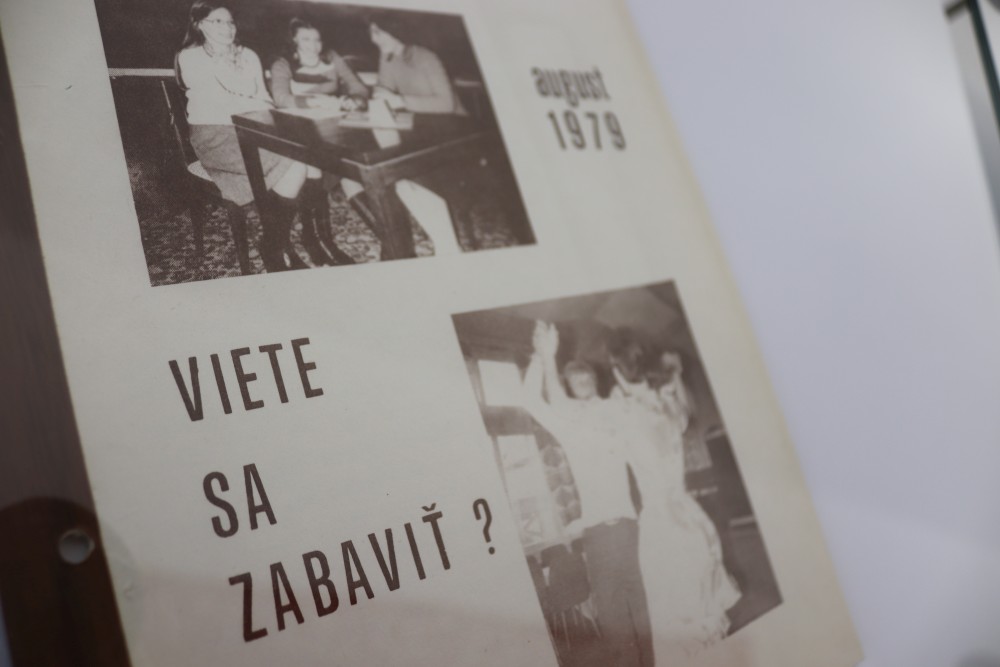 august
1979
VIETE
SA
ZABAVIŤ ?